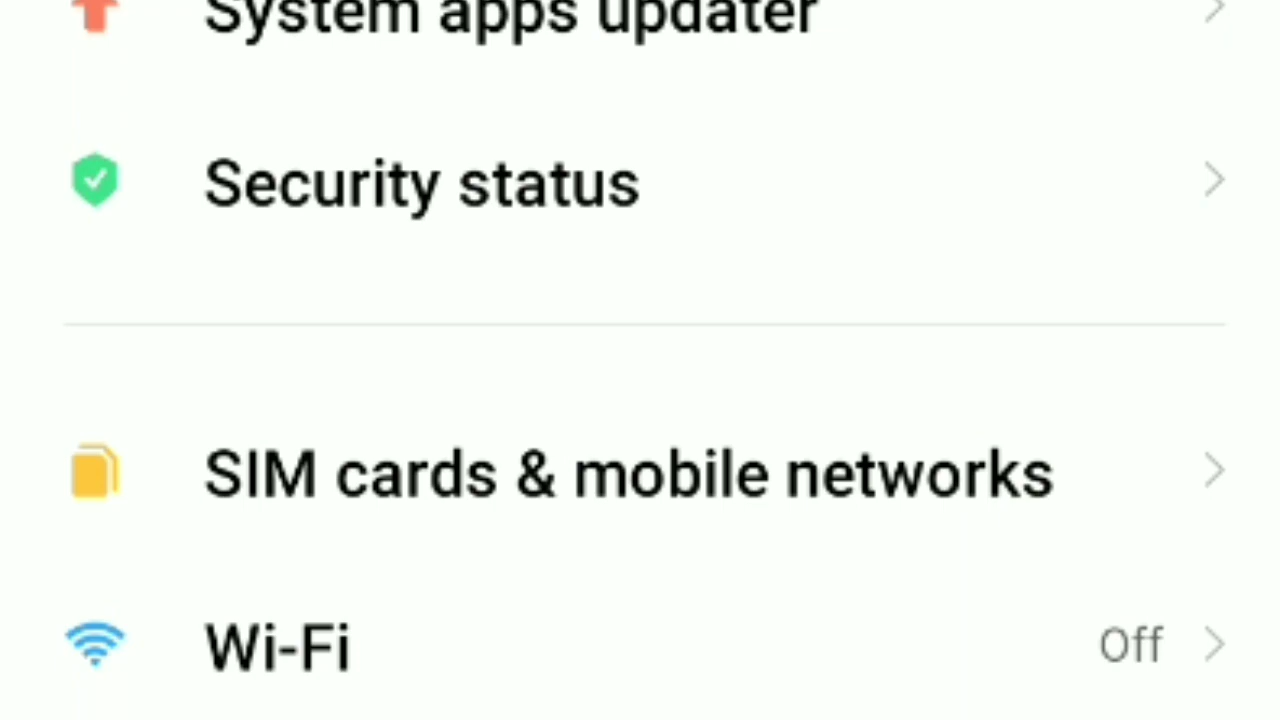 System apps updater
Security status
SIM cards & mobile networks
Wi-Fi
Off